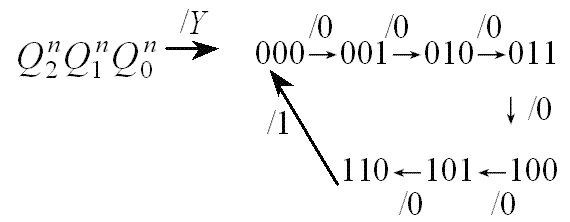 /Y /0 /0 /0
Q₂ⁿQ₁ⁿQ₀ⁿ → 000→001→010→011
/1 ↓ /0
110←101←100
/0 /0